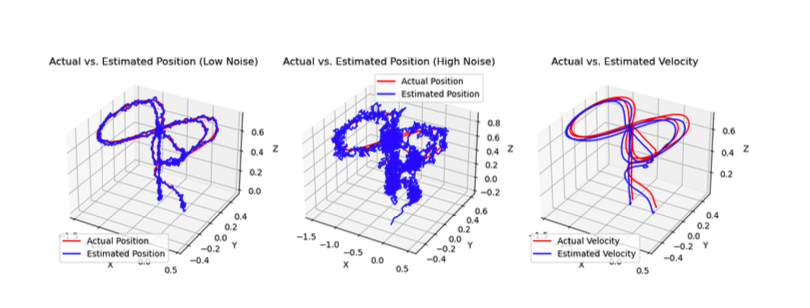 Actual vs. Estimated Position (Low Noise)
0.6
0.4
0.2
0.0
Z
0.4
0.2
0.0
−0.2
−0.4
Y
X
0.5
Actual Position
Estimated Position
Actual vs. Estimated Position (High Noise)
Actual Position
Estimated Position
0.8
0.6
0.4
0.2
0.0
−0.2
Z
0.6
0.4
0.2
0.0
−0.2
−0.4
Y
−1.5
−1.0
−0.5
0.0
0.5
X
Actual vs. Estimated Velocity
0.6
0.4
0.2
Z
0.4
0.2
0.0
−0.2
−0.4
Y
X
0.5
Actual Velocity
Estimated Velocity